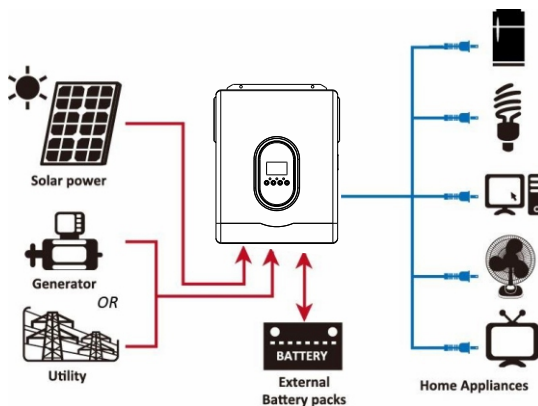 Solar power
Generator
OR
Utility
BATTERY
External
Battery packs
Home Appliances